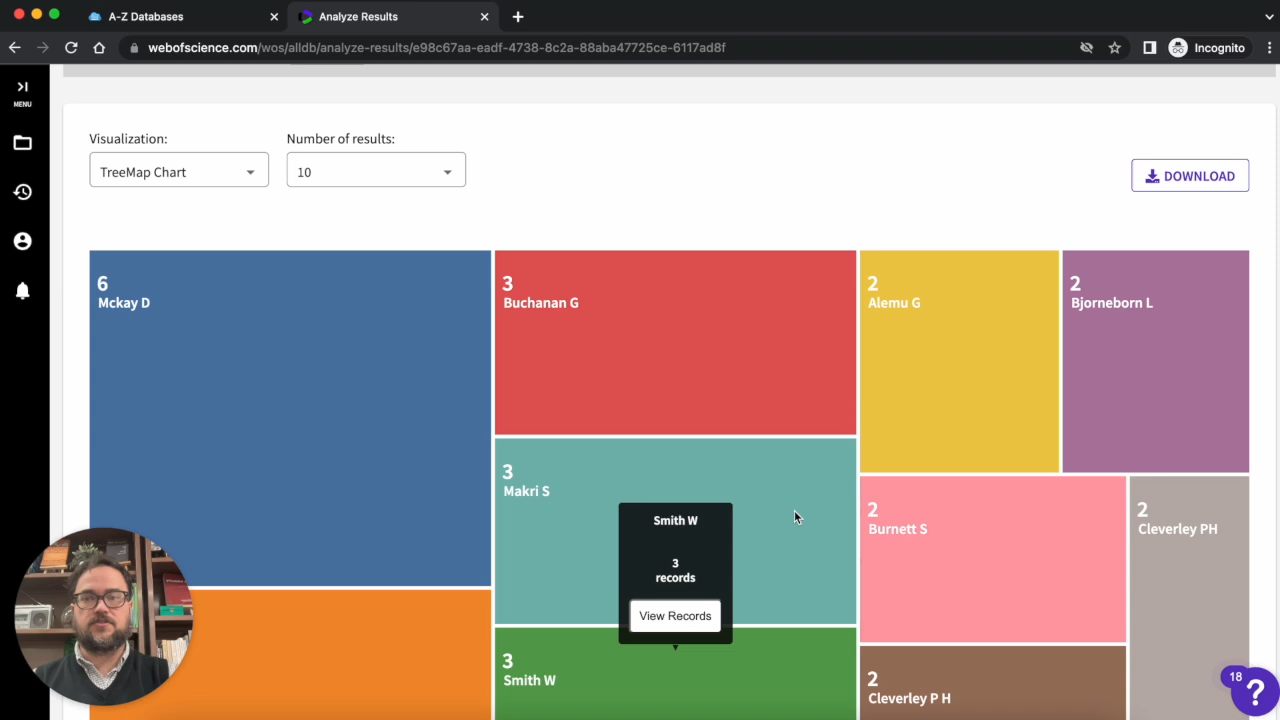 A-Z Databases
Analyze Results
webofscience.com/wos/alldb/analyze-results/e98c67aa-eadf-4738-8c2a-88aba47725ce-6117ad8f
Incognito
MENU
Visualization:
Number of results:
TreeMap Chart
10
DOWNLOAD
6
Mckay D
3
Buchanan G
2
Alemu G
2
Bjorneborn L
3
Makri S
Smith W
3
records
View Records
2
Burnett S
2
Cleverley PH
3
Smith W
2
Cleverley P H
18
?